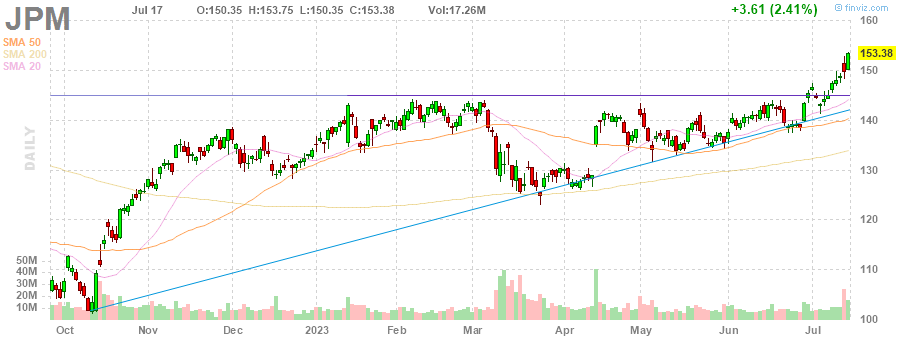 JPM
Jul 17 O:150.35 H:153.75 L:150.35 C:153.38 Vol:17.26M +3.61 (2.41%) © finviz.com
SMA 50
SMA 200
SMA 20
DAILY
160
153.38
150
140
130
120
110
100
50M
40M
30M
20M
10M
Oct Nov Dec 2023 Feb Mar Apr May Jun Jul